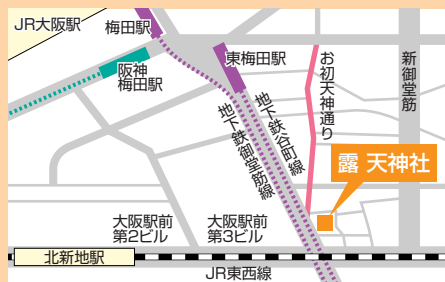 JR大阪駅
梅田駅
東梅田駅
阪神
梅田駅
お初天神通り
新御堂筋
地下鉄谷町線
地下鉄御堂筋線
露 天神社
大阪駅前
第2ビル
大阪駅前
第3ビル
北新地駅
JR東西線